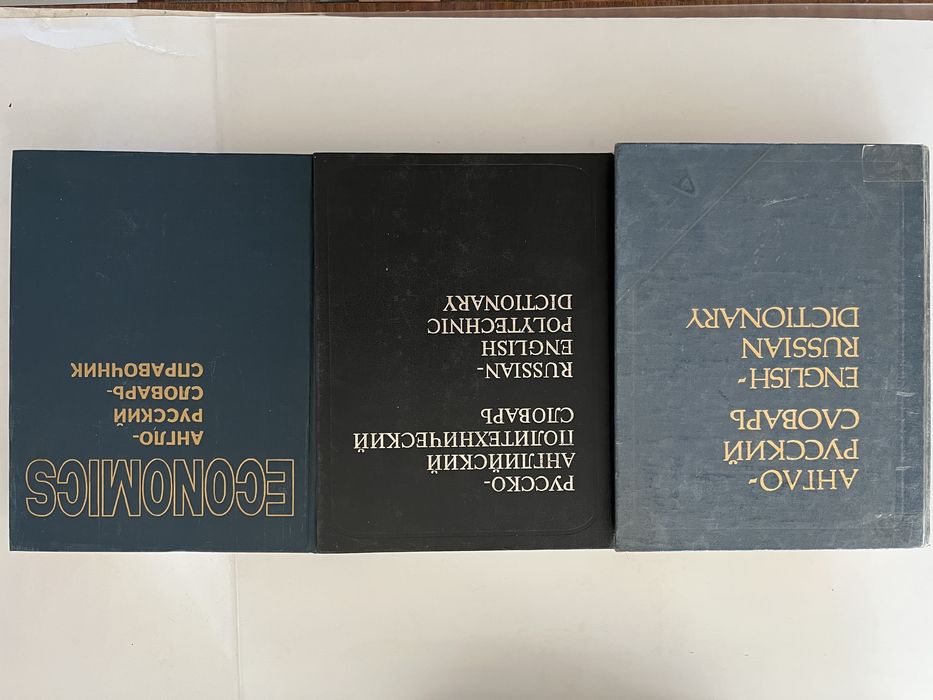 АНГЛО-
РУССКИЙ
СЛОВАРЬ
ENGLISH-
RUSSIAN
DICTIONARY
РУССКО-
АНГЛИЙСКИЙ
ПОЛИТЕХНИЧЕСКИЙ
СЛОВАРЬ
RUSSIAN-
ENGLISH
POLYTECHNIC
DICTIONARY
ECONOMICS
АНГЛО-
РУССКИЙ
СЛОВАРЬ-
СПРАВОЧНИК